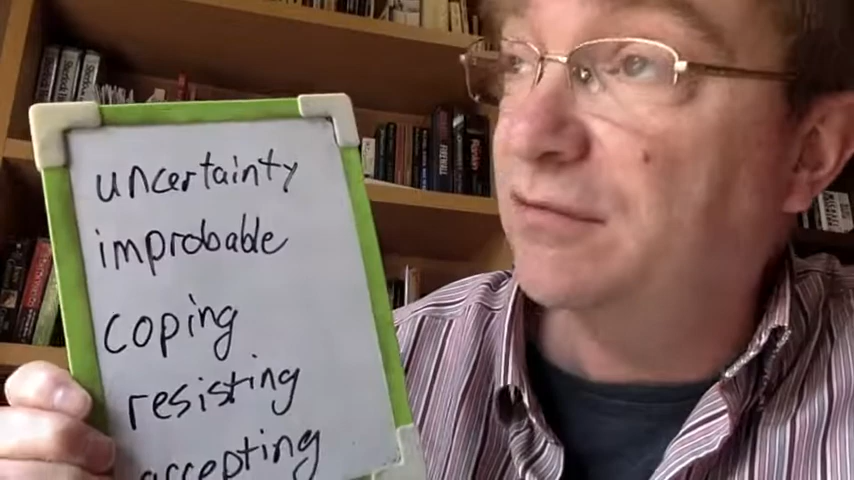 uncertainty
improbable
coping
resisting
accepting